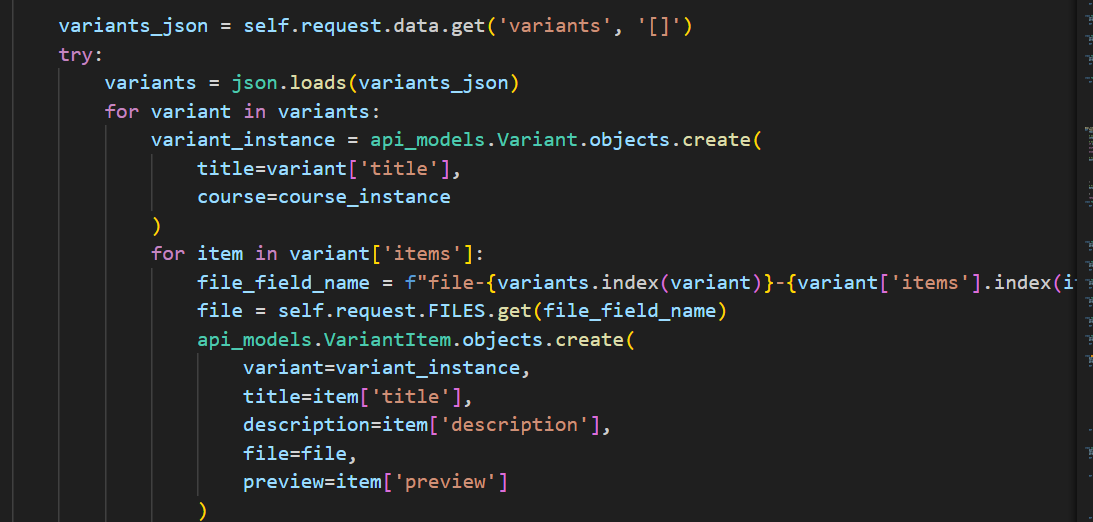 variants_json = self.request.data.get('variants', '[]')
try:
    variants = json.loads(variants_json)
    for variant in variants:
        variant_instance = api_models.Variant.objects.create(
            title=variant['title'],
            course=course_instance
        )
        for item in variant['items']:
            file_field_name = f"file-{variants.index(variant)}-{variant['items'].index(i
            file = self.request.FILES.get(file_field_name)
            api_models.VariantItem.objects.create(
                variant=variant_instance,
                title=item['title'],
                description=item['description'],
                file=file,
                preview=item['preview']
            )